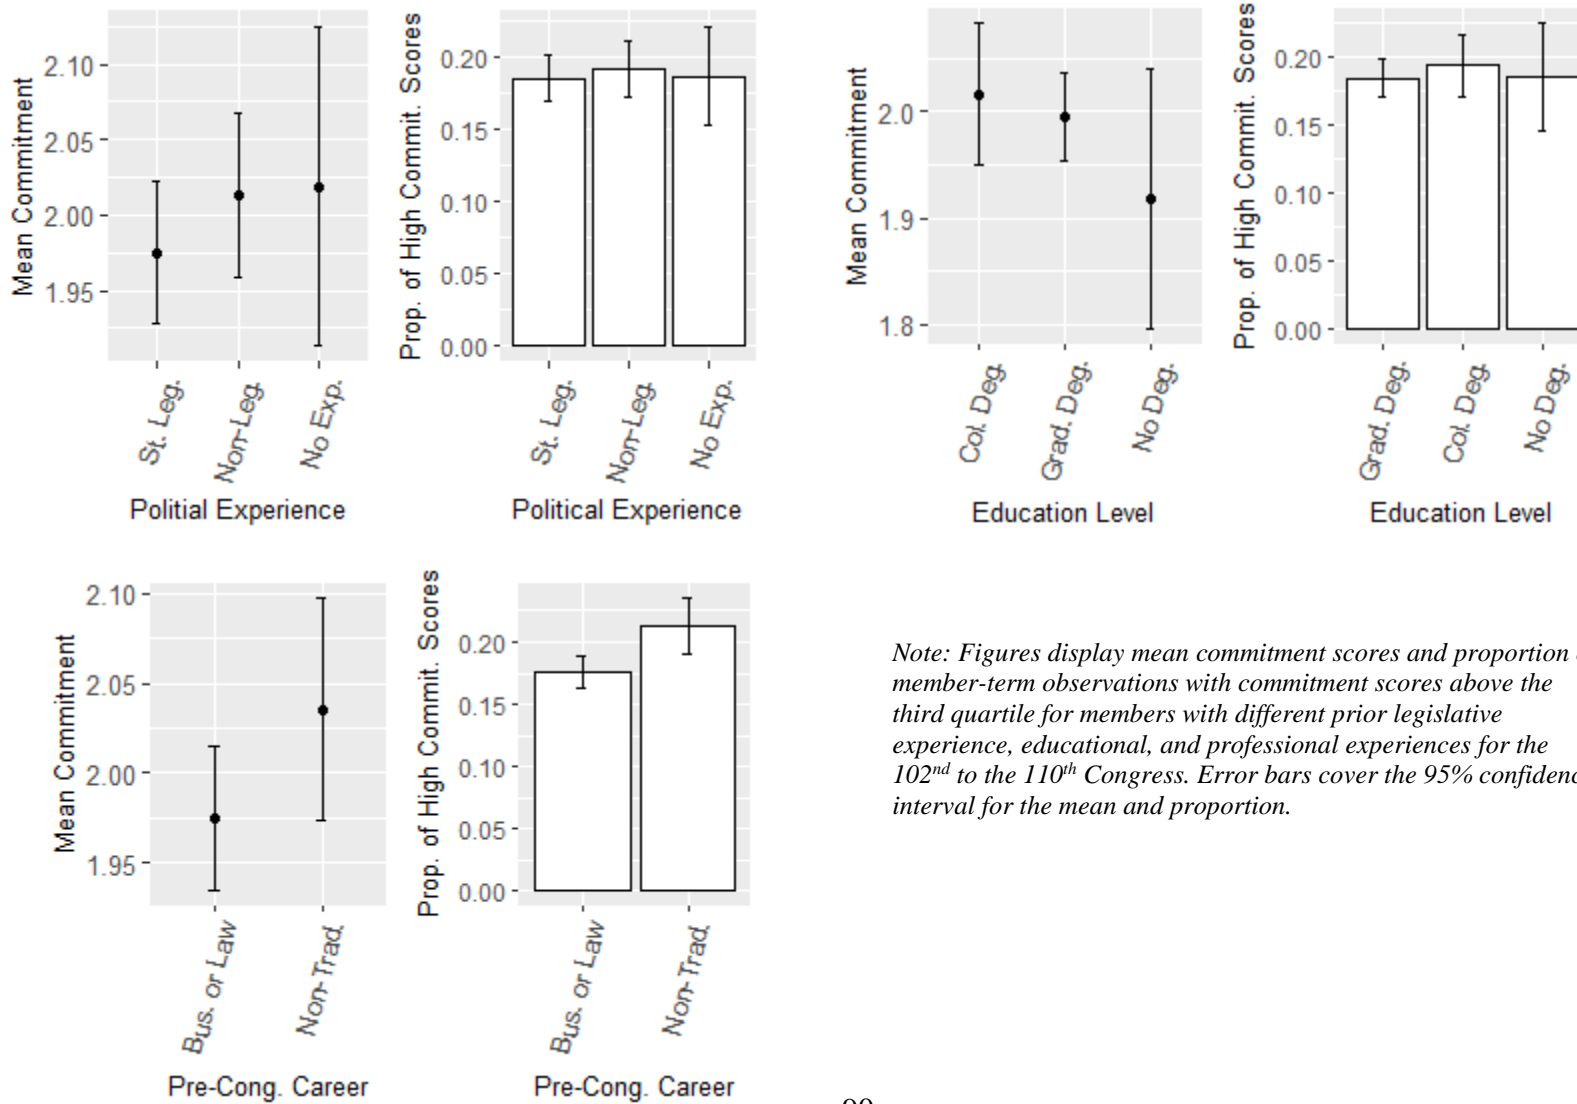 Mean Commitment
2.10
2.05
2.00
1.95
St. Leg.
Non-Leg.
No Exp.
Politial Experience
Prop. of High Commit. Scores
0.20
0.15
0.10
0.05
0.00
St. Leg.
Non-Leg.
No Exp.
Political Experience
Mean Commitment
2.0
1.9
1.8
Col. Deg.
Grad. Deg.
No Deg.
Education Level
Prop. of High Commit. Scores
0.20
0.15
0.10
0.05
0.00
Grad. Deg.
Col. Deg.
No Deg.
Education Level
Mean Commitment
2.10
2.05
2.00
1.95
Bus. or Law
Non-Trad.
Pre-Cong. Career
Prop. of High Commit. Scores
0.20
0.15
0.10
0.05
0.00
Bus. or Law
Non-Trad.
Pre-Cong. Career
Note: Figures display mean commitment scores and proportion
member-term observations with commitment scores above the
third quartile for members with different prior legislative
experience, educational, and professional experiences for the
102nd to the 110th Congress. Error bars cover the 95% confidenc
interval for the mean and proportion.